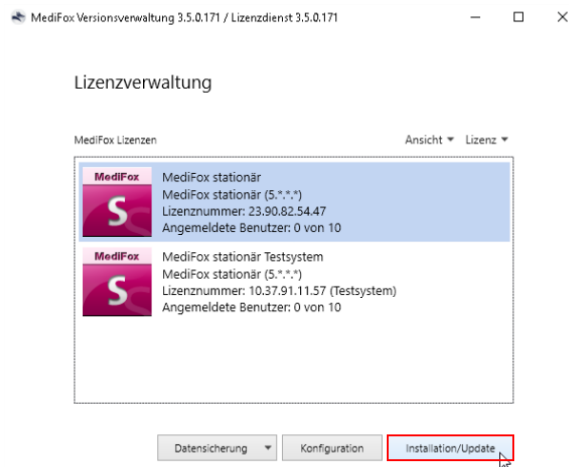 MediFox Versionsverwaltung 3.5.0.171 / Lizenzdienst 3.5.0.171
Lizenzverwaltung
MediFox Lizenzen
Ansicht
Lizenz
MediFox
S
MediFox stationär
MediFox stationär (5.*.*.*)
Lizenznummer: 23.90.82.54.47
Angemeldete Benutzer: 0 von 10
MediFox
S
MediFox stationär Testsystem
MediFox stationär (5.*.*.*)
Lizenznummer: 10.37.91.11.57 (Testsystem)
Angemeldete Benutzer: 0 von 10
Datensicherung
Konfiguration
Installation/Update